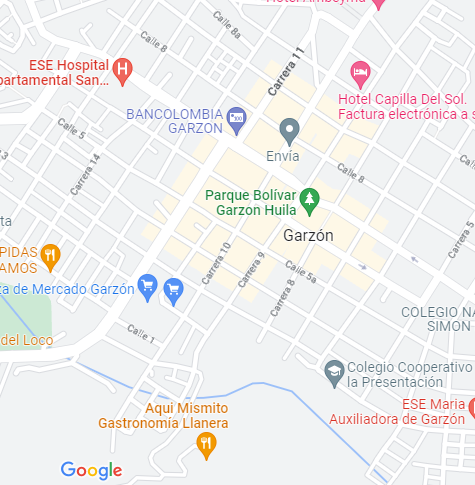 Hotel Ambeyma
Calle 8a
Calle 8
ESE Hospital
partamental San...
Carrera 11
Hotel Capilla Del Sol.
Factura electrónica a s
BANCOLOMBIA
GARZON
Calle 5
Envía
Calle 8
Carrera 14
Parque Bolívar
Garzon Huila
Garzón
Carrera 5
ta
PIDAS
AMOS
Carrera 10
Carrera 9
Calle 5a
Carrera 8
za de Mercado Garzón
COLEGIO NA
SIMON
Calle 1
del Loco
Colegio Cooperativo
la Presentación
Aqui Mismito
Gastronomía Llanera
ESE Maria
Auxiliadora de Garzón
Google